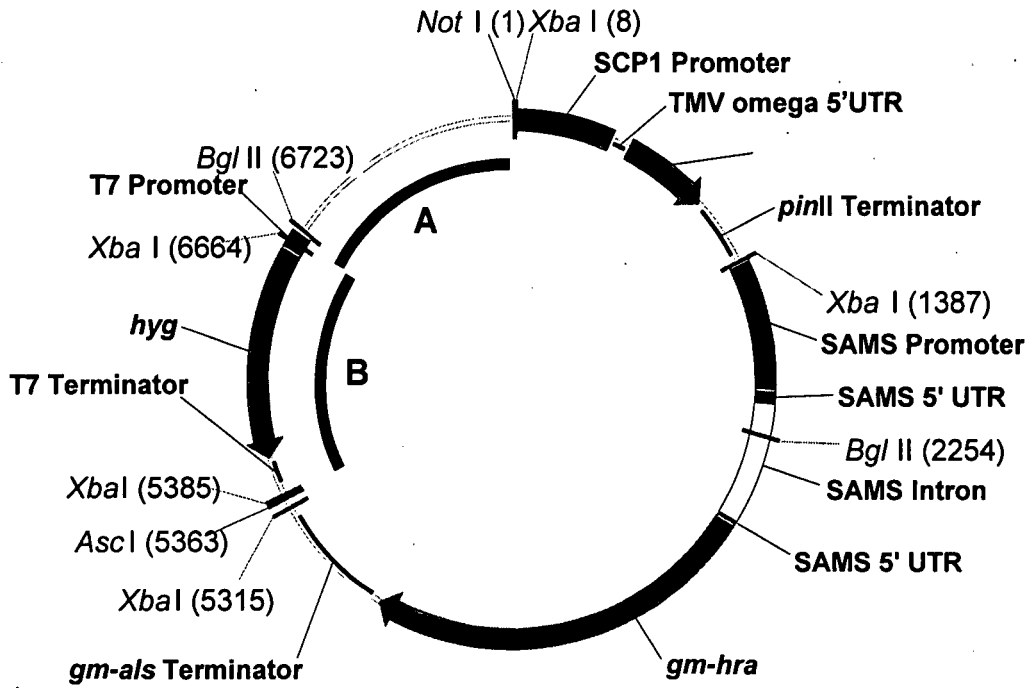 Not I (1) Xba I (8)
SCP1 Promoter
TMV omega 5'UTR
Bgl II (6723)
T7 Promoter
A
pinII Terminator
Xba I (6664)
Xba I (1387)
hyg
SAMS Promoter
B
T7 Terminator
SAMS 5' UTR
Bgl II (2254)
XbaI (5385)
SAMS Intron
AscI (5363)
SAMS 5' UTR
XbaI (5315)
gm-als Terminator
gm-hra